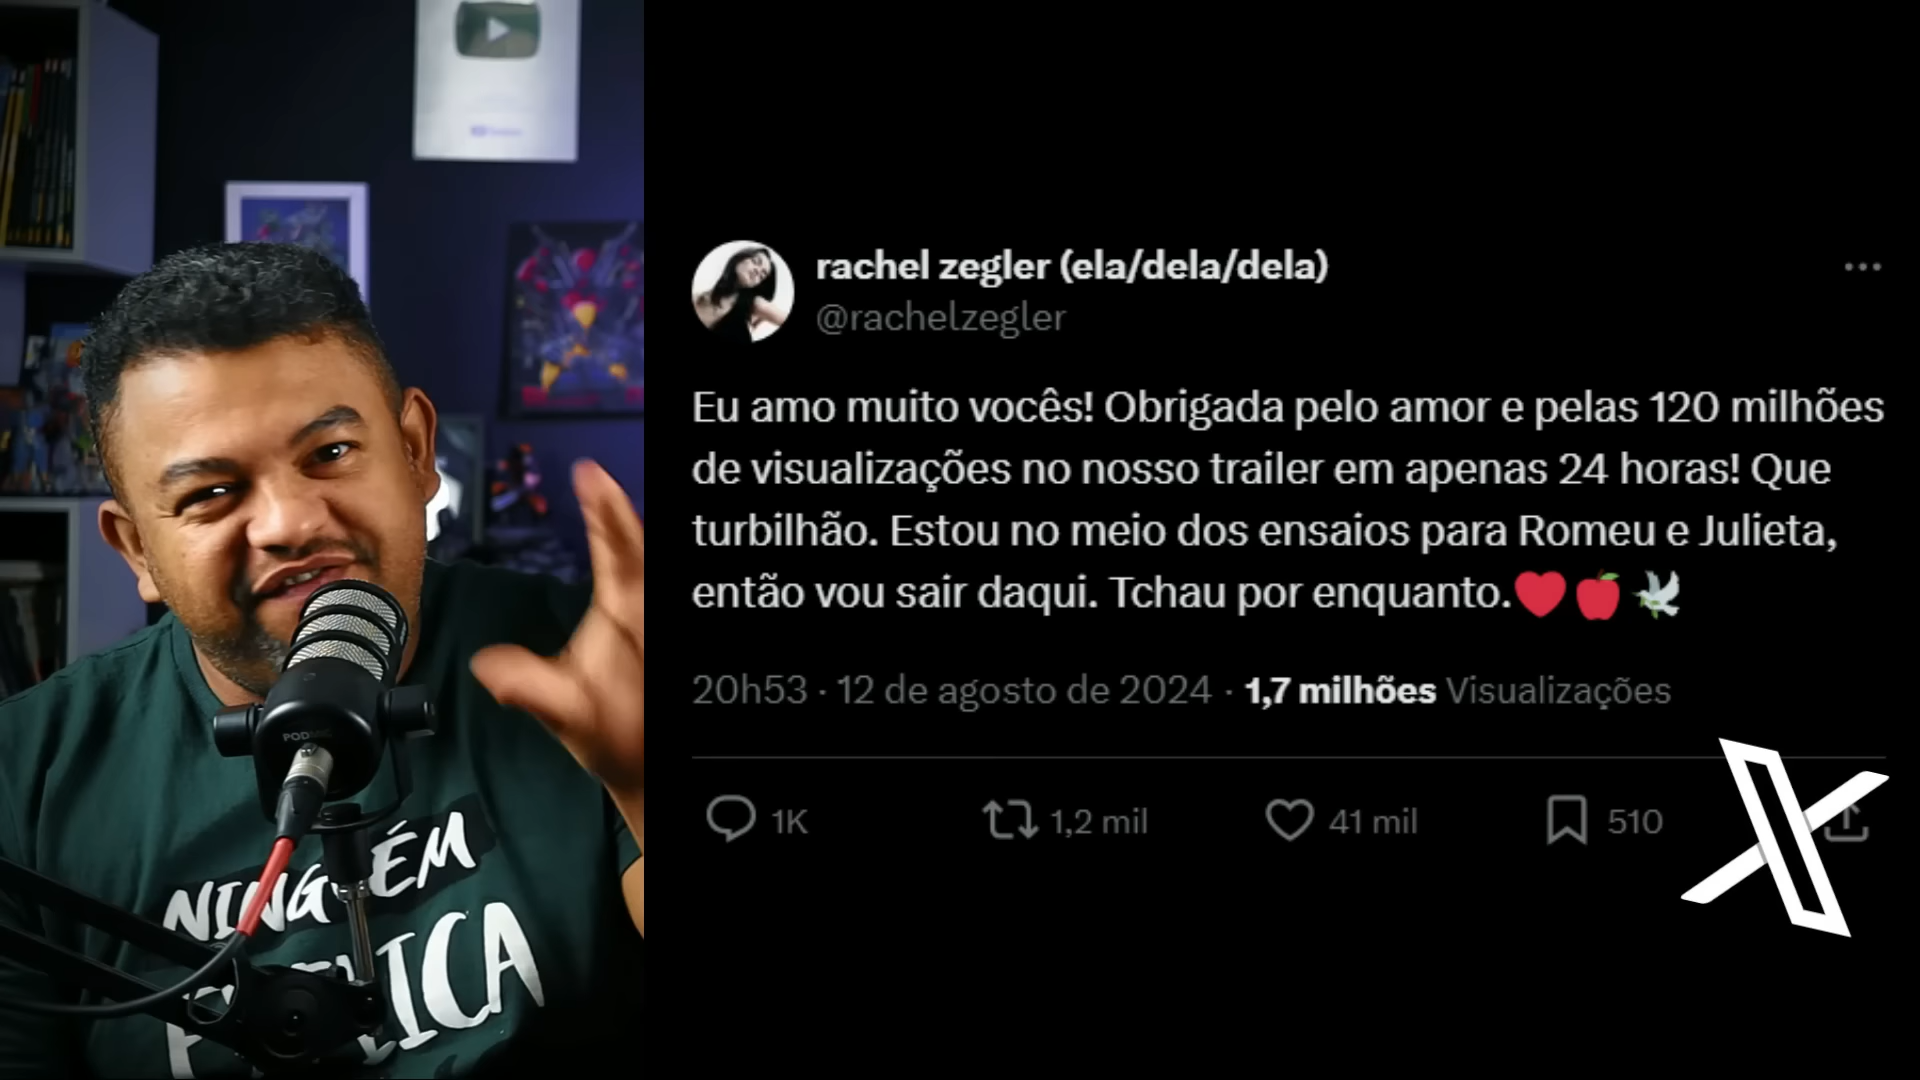 rachel zegler (ela/dela/dela)
@rachelzegler
Eu amo muito vocês! Obrigada pelo amor e pelas 120 milhões
de visualizações no nosso trailer em apenas 24 horas! Que
turbilhão. Estou no meio dos ensaios para Romeu e Julieta,
então vou sair daqui. Tchau por enquanto.❤️🍎🕊️
20h53 · 12 de agosto de 2024 · 1,7 milhões Visualizações
1K 1,2 mil 41 mil 510